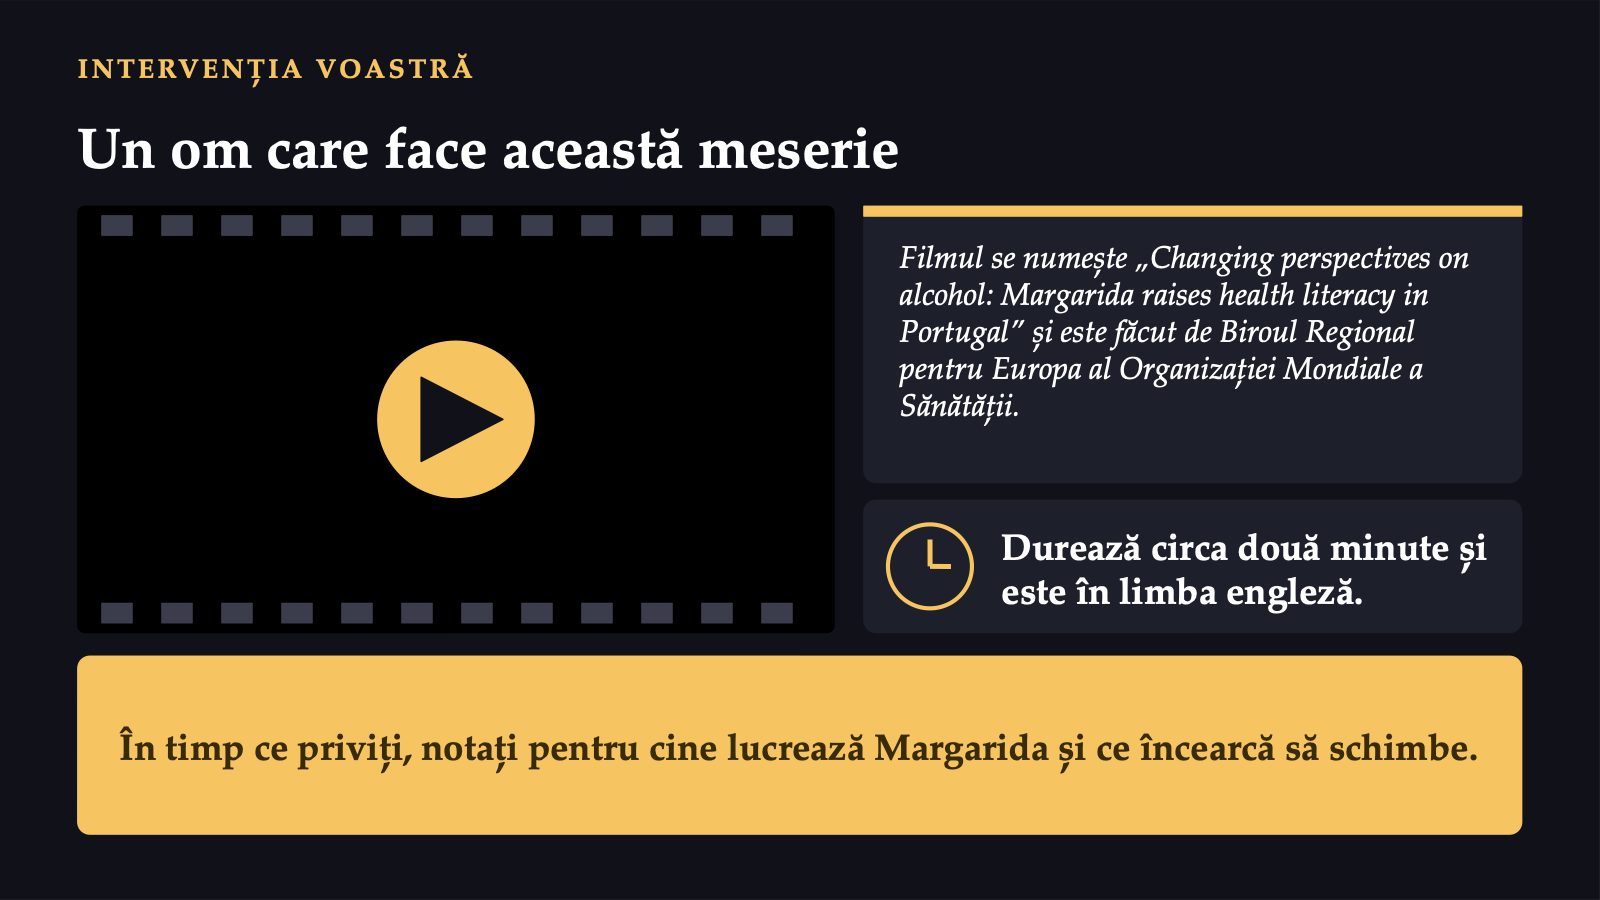 INTERVENȚIA VOASTRĂ
Un om care face această meserie
Filmul se numește „Changing perspectives on
alcohol: Margarida raises health literacy in
Portugal” și este făcut de Biroul Regional
pentru Europa al Organizației Mondiale a
Sănătății.
Durează circa două minute și
este în limba engleză.
În timp ce priviți, notați pentru cine lucrează Margarida și ce încearcă să schimbe.